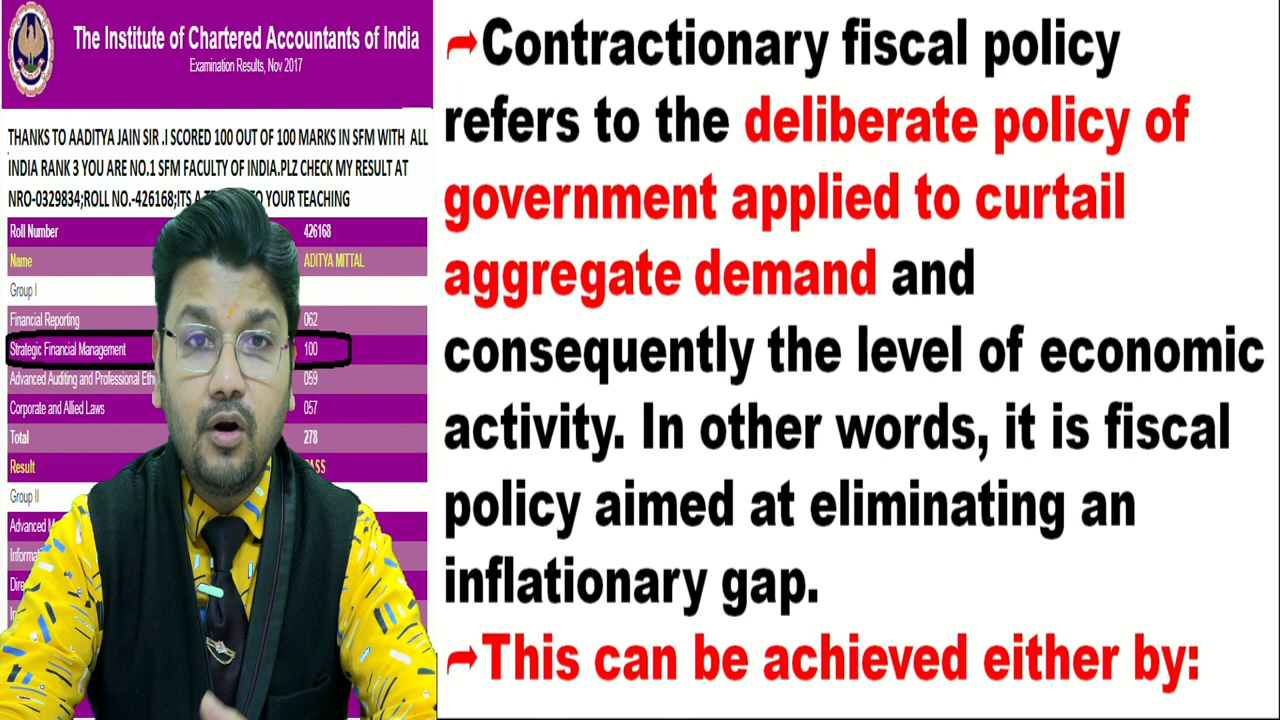 The Institute of Chartered Accountants of India
Examination Results, Nov 2017
THANKS TO AADITYA JAIN SIR .I SCORED 100 OUT OF 100 MARKS IN SFM WITH ALL
INDIA RANK 3 YOU ARE NO.1 SFM FACULTY OF INDIA.PLZ CHECK MY RESULT AT
NRO-0329834;ROLL NO.-426168;ITS A TO YOUR TEACHING
Roll Number 426168
Name ADITYA MITTAL
Group I
Financial Reporting 062
Strategic Financial Management 100
Advanced Auditing and Professional 059
Corporate and Allied Laws 057
Total 278
Result
Group II
➦Contractionary fiscal policy
refers to the deliberate policy of
government applied to curtail
aggregate demand and
consequently the level of economic
activity. In other words, it is fiscal
policy aimed at eliminating an
inflationary gap.
➦This can be achieved either by: